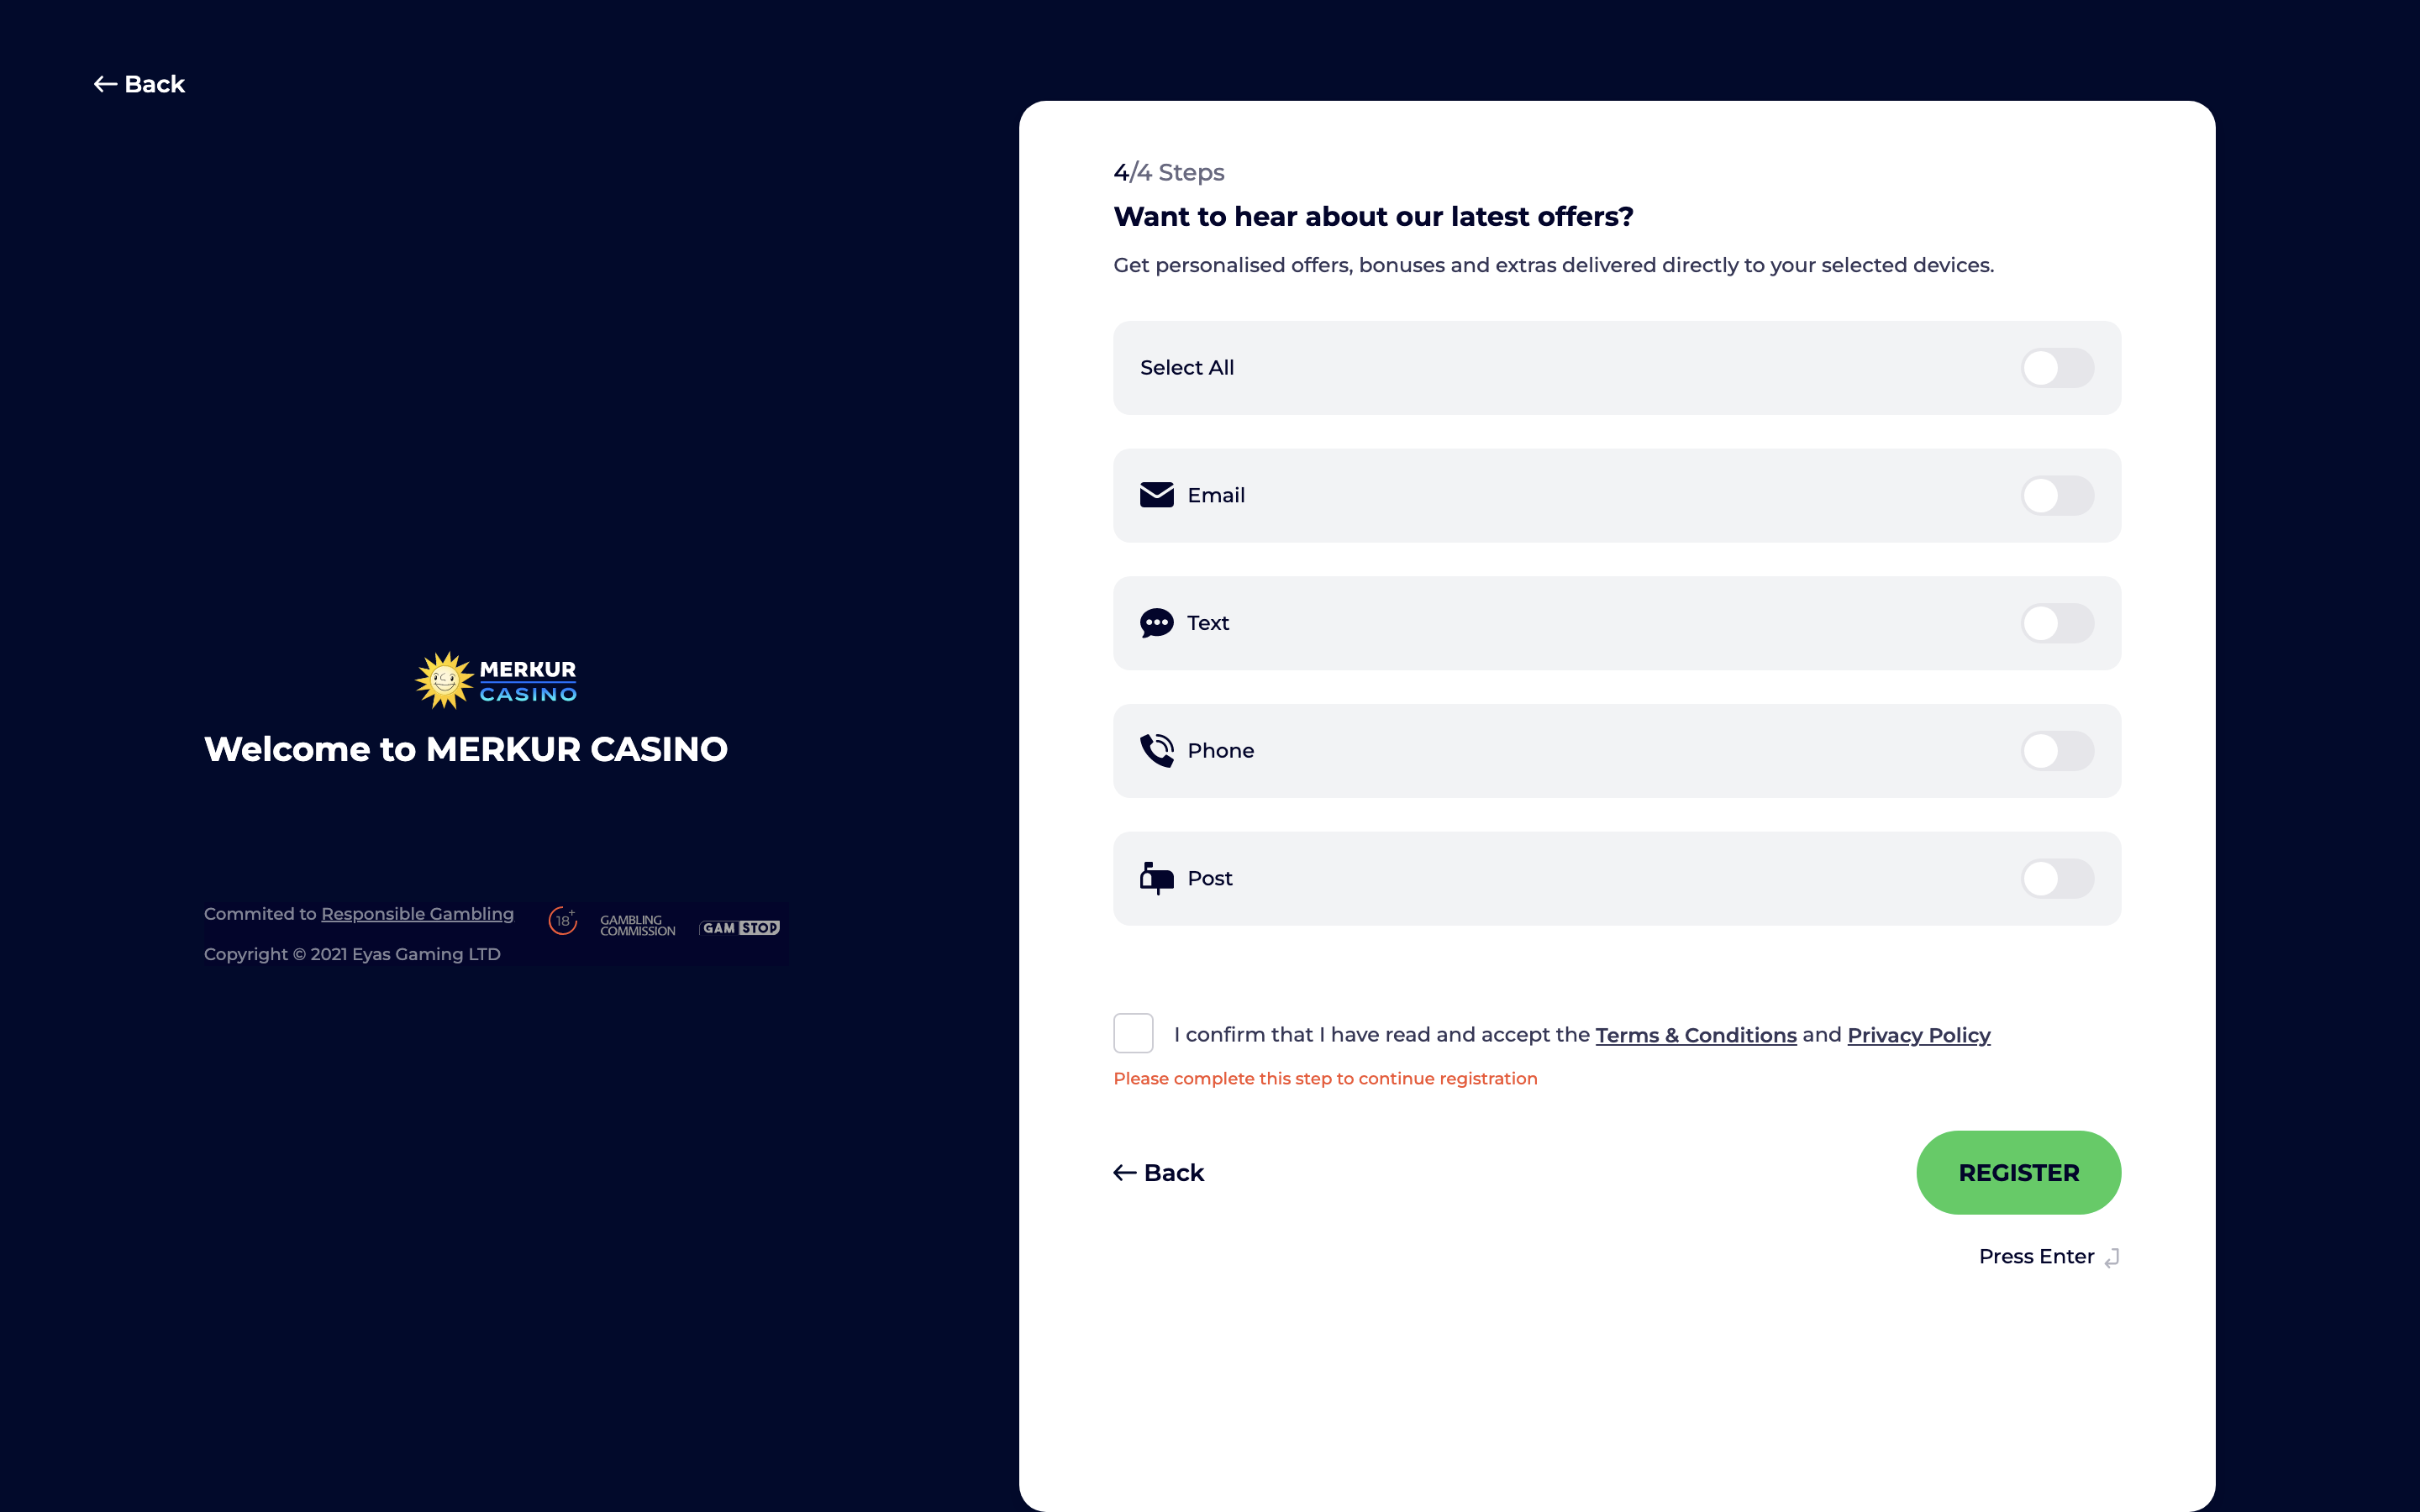 Back
4/4 Steps
Want to hear about our latest offers?
Get personalised offers, bonuses and extras delivered directly to your selected devices.
Select All
Email
Text
Phone
Post
I confirm that I have read and accept the Terms & Conditions and Privacy Policy
Please complete this step to continue registration
Back
REGISTER
Press Enter
MERKUR
CASINO
Welcome to MERKUR CASINO
Commited to Responsible Gambling
18+
GAMBLING
COMMISSION
GAMSTOP
Copyright © 2021 Eyas Gaming LTD